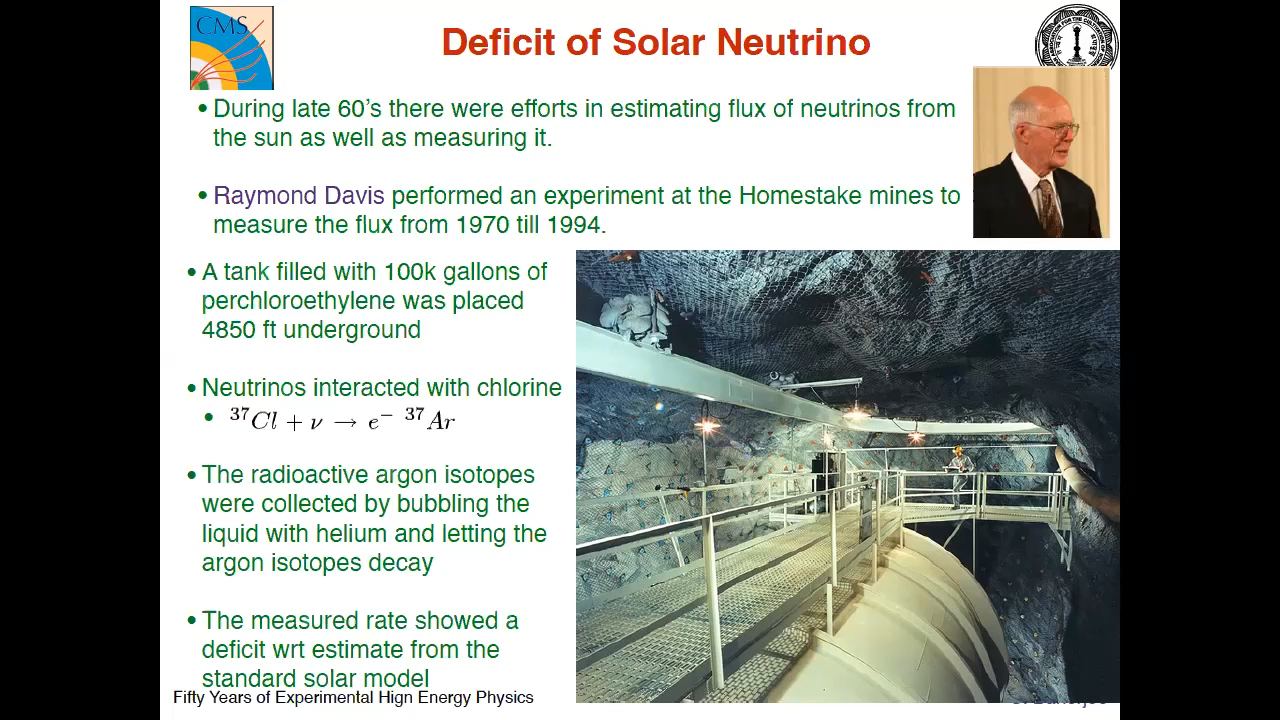 CMS
Deficit of Solar Neutrino
• During late 60's there were efforts in estimating flux of neutrinos from
the sun as well as measuring it.
• Raymond Davis performed an experiment at the Homestake mines to
measure the flux from 1970 till 1994.
• A tank filled with 100k gallons of
perchloroethylene was placed
4850 ft underground
• Neutrinos interacted with chlorine
• ³⁷Cl + ν → e⁻ ³⁷Ar
• The radioactive argon isotopes
were collected by bubbling the
liquid with helium and letting the
argon isotopes decay
• The measured rate showed a
deficit wrt estimate from the
standard solar model
Fifty Years of Experimental Hign Energy Physics